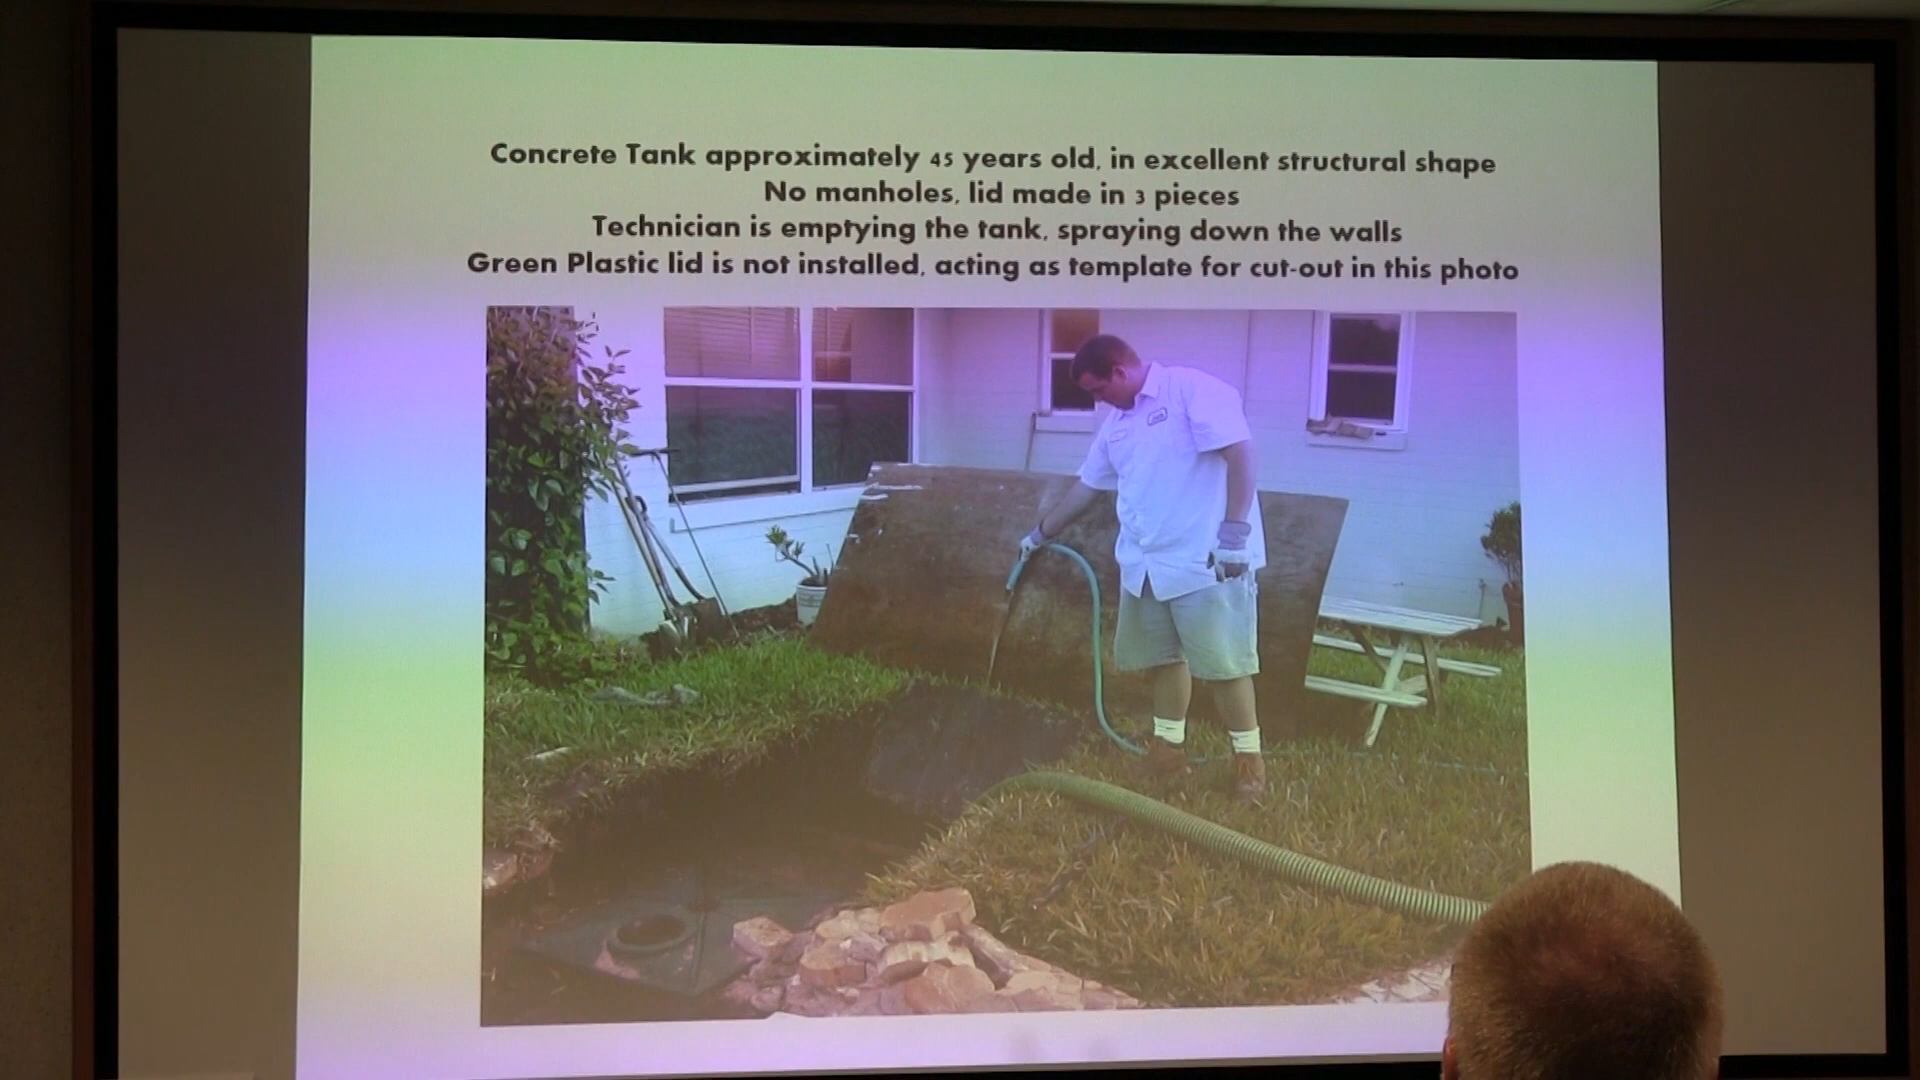 Concrete Tank approximately 45 years old, in excellent structural shape
No manholes, lid made in 3 pieces
Technician is emptying the tank, spraying down the walls
Green Plastic lid is not installed, acting as template for cut-out in this photo